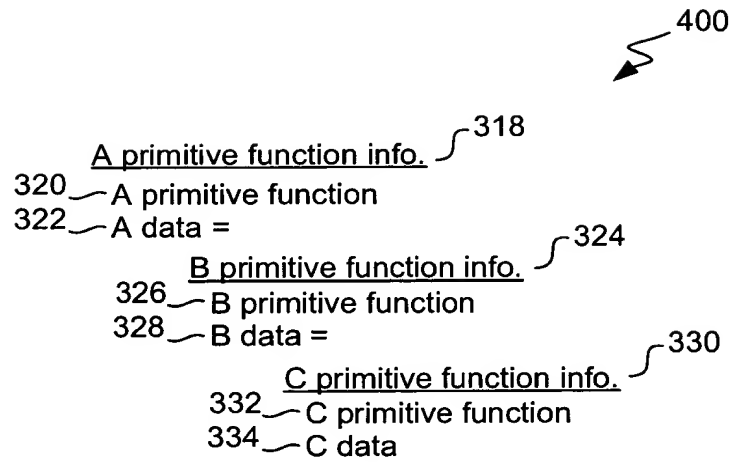 400
A primitive function info. 318
320 A primitive function
322 A data =
B primitive function info. 324
326 B primitive function
328 B data =
C primitive function info. 330
332 C primitive function
334 C data